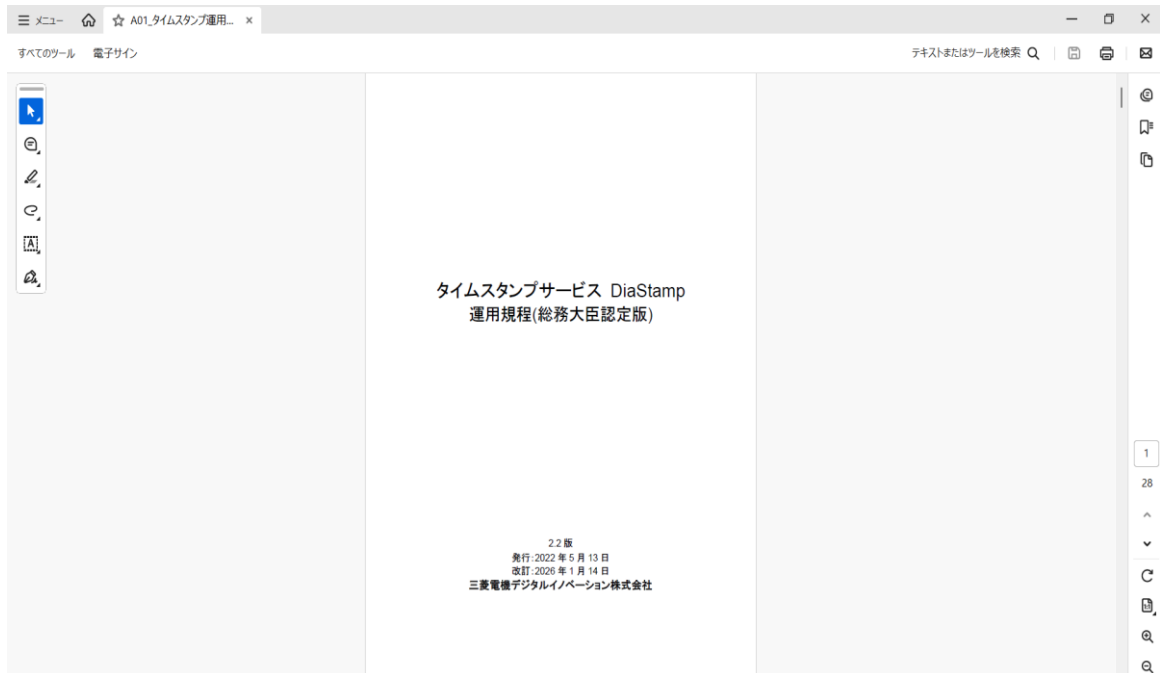 メニュー
A01_タイムスタンプ運用...
すべてのツール 電子サイン
テキストまたはツールを検索
タイムスタンプサービス DiaStamp
運用規程(総務大臣認定版)
2.2 版
発行:2022 年 5 月 13 日
改訂:2026 年 1 月 14 日
三菱電機デジタルイノベーション株式会社
1
28